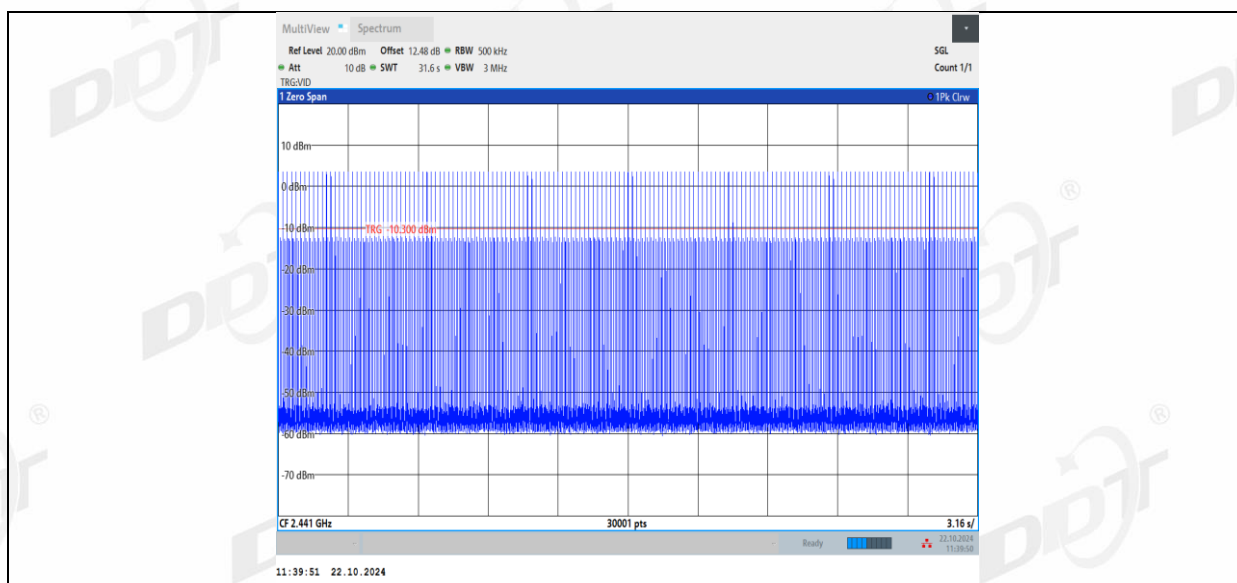 MultiView Spectrum
Ref Level 20.00 dBm Offset 12.48 dB RBW 500 kHz SGL
Att 10 dB SWT 31.6 s VBW 3 MHz Count 1/1
TRG:VID
1 Zero Span 1Pk Clrw
10 dBm
0 dBm
-10 dBm
TRG -10.300 dBm
-20 dBm
-30 dBm
-40 dBm
-50 dBm
-60 dBm
-70 dBm
CF 2.441 GHz 30001 pts 3.16 s/
Ready 22.10.2024
11:39:50
11:39:51 22.10.2024
DDT
®